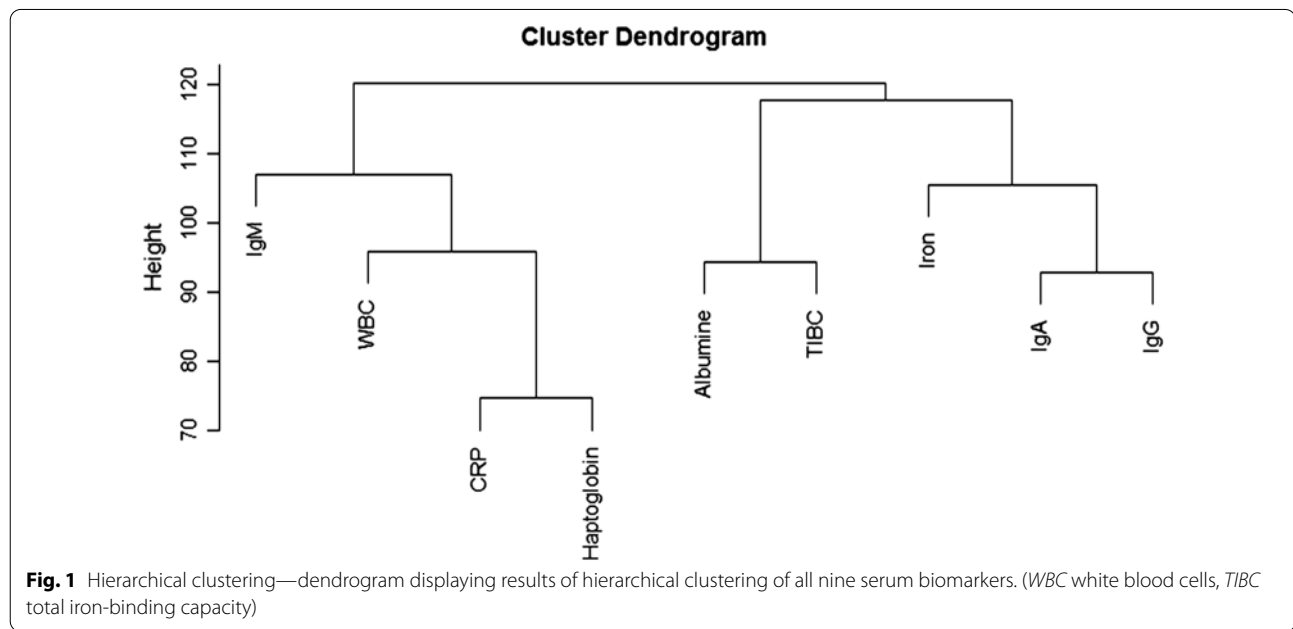 Cluster Dendrogram
Height
120
110
100
90
80
70
IgM
WBC
CRP
Haptoglobin
Albumine
TIBC
Iron
IgA
IgG
Fig. 1 Hierarchical clustering—dendrogram displaying results of hierarchical clustering of all nine serum biomarkers. (WBC white blood cells, TIBC
total iron-binding capacity)